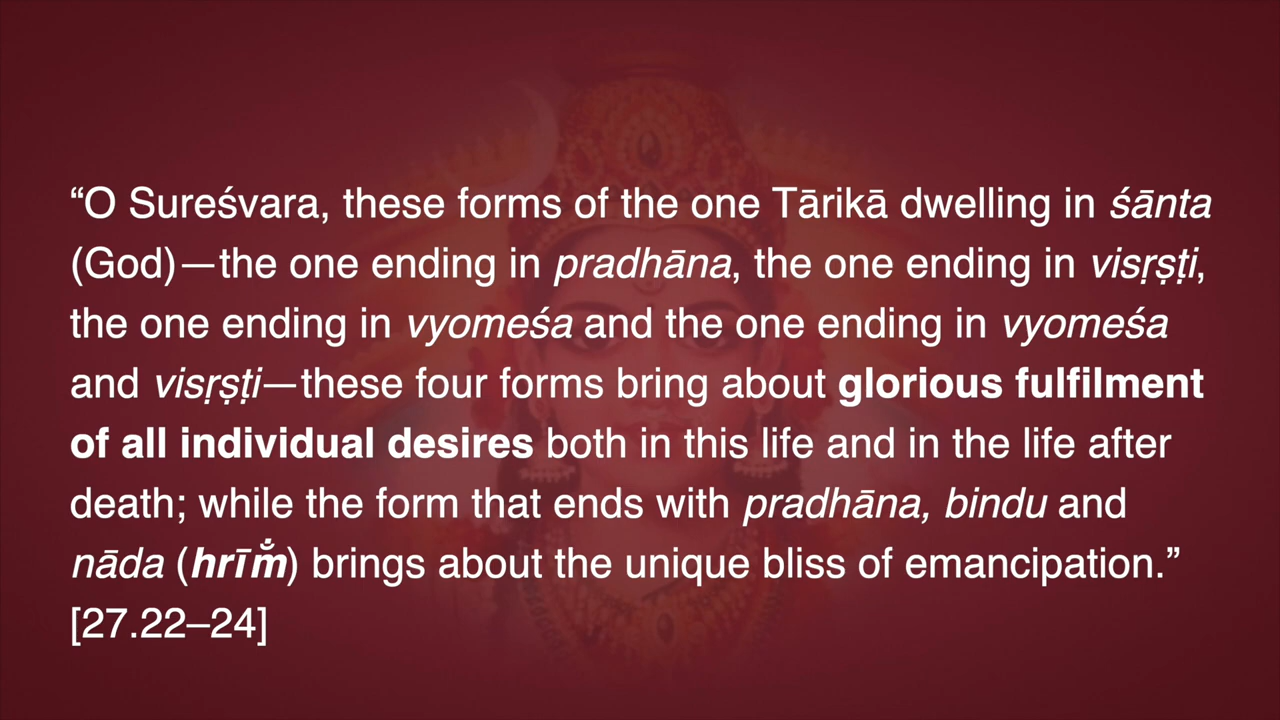 “O Sureśvara, these forms of the one Tārikā dwelling in śānta
(God)—the one ending in pradhāna, the one ending in visṛṣṭi,
the one ending in vyomeśa and the one ending in vyomeśa
and visṛṣṭi—these four forms bring about glorious fulfilment
of all individual desires both in this life and in the life after
death; while the form that ends with pradhāna, bindu and
nāda (hrīm̐) brings about the unique bliss of emancipation.”
[27.22–24]